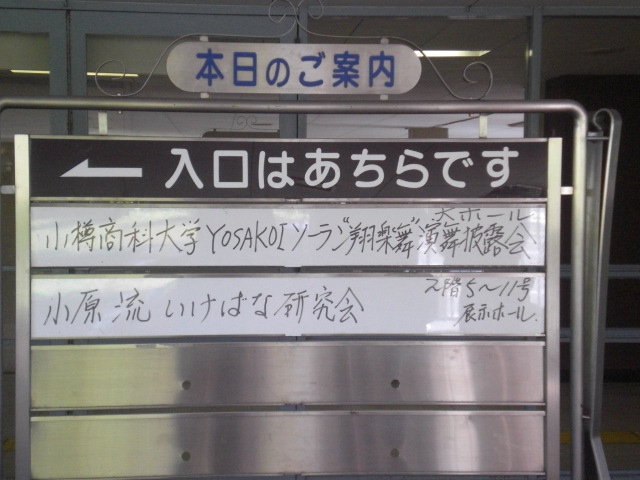 本日のご案内
← 入口はあちらです
大ホール
小樽商科大学YOSAKOIソーラン"翔楽舞"演舞披露会
小原流 いけばな研究会
2階5〜11号
展示ホール